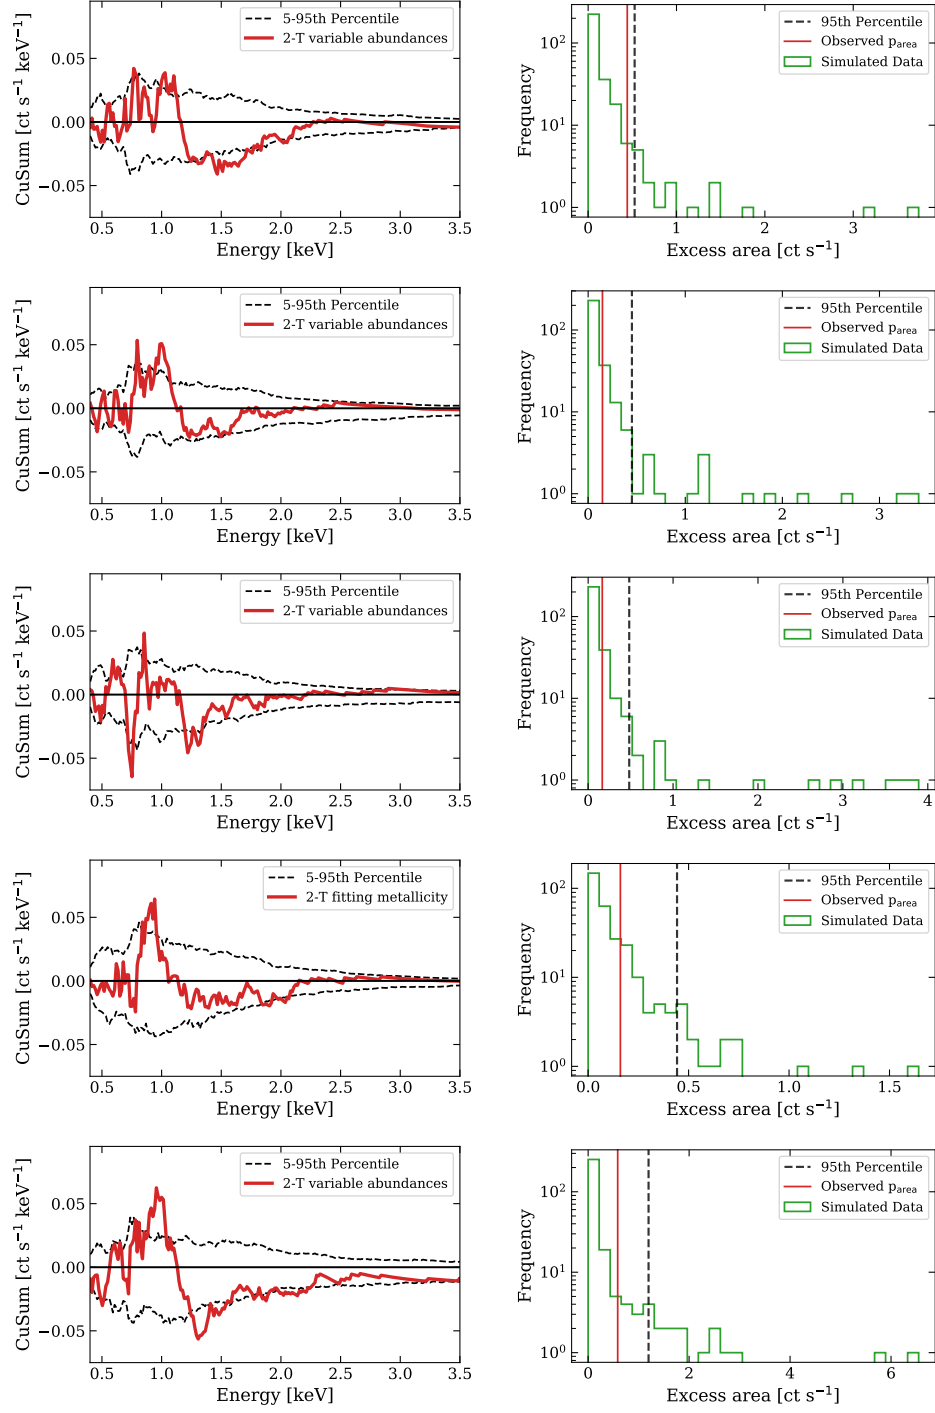 5-95th Percentile
2-T variable abundances
CuSum [ct s⁻¹ keV⁻¹]
0.05
0.00
−0.05
0.5 1.0 1.5 2.0 2.5 3.0 3.5
Energy [keV]
95th Percentile
Observed p_area
Simulated Data
Frequency
10²
10¹
10⁰
0 1 2 3
Excess area [ct s⁻¹]
5-95th Percentile
2-T variable abundances
CuSum [ct s⁻¹ keV⁻¹]
0.05
0.00
−0.05
0.5 1.0 1.5 2.0 2.5 3.0 3.5
Energy [keV]
95th Percentile
Observed p_area
Simulated Data
Frequency
10²
10¹
10⁰
0 1 2 3
Excess area [ct s⁻¹]
5-95th Percentile
2-T variable abundances
CuSum [ct s⁻¹ keV⁻¹]
0.05
0.00
−0.05
0.5 1.0 1.5 2.0 2.5 3.0 3.5
Energy [keV]
95th Percentile
Observed p_area
Simulated Data
Frequency
10²
10¹
10⁰
0 1 2 3 4
Excess area [ct s⁻¹]
5-95th Percentile
2-T fitting metallicity
CuSum [ct s⁻¹ keV⁻¹]
0.05
0.00
−0.05
0.5 1.0 1.5 2.0 2.5 3.0 3.5
Energy [keV]
95th Percentile
Observed p_area
Simulated Data
Frequency
10²
10¹
10⁰
0.0 0.5 1.0 1.5
Excess area [ct s⁻¹]
5-95th Percentile
2-T variable abundances
CuSum [ct s⁻¹ keV⁻¹]
0.05
0.00
−0.05
0.5 1.0 1.5 2.0 2.5 3.0 3.5
Energy [keV]
95th Percentile
Observed p_area
Simulated Data
Frequency
10²
10¹
10⁰
0 2 4 6
Excess area [ct s⁻¹]